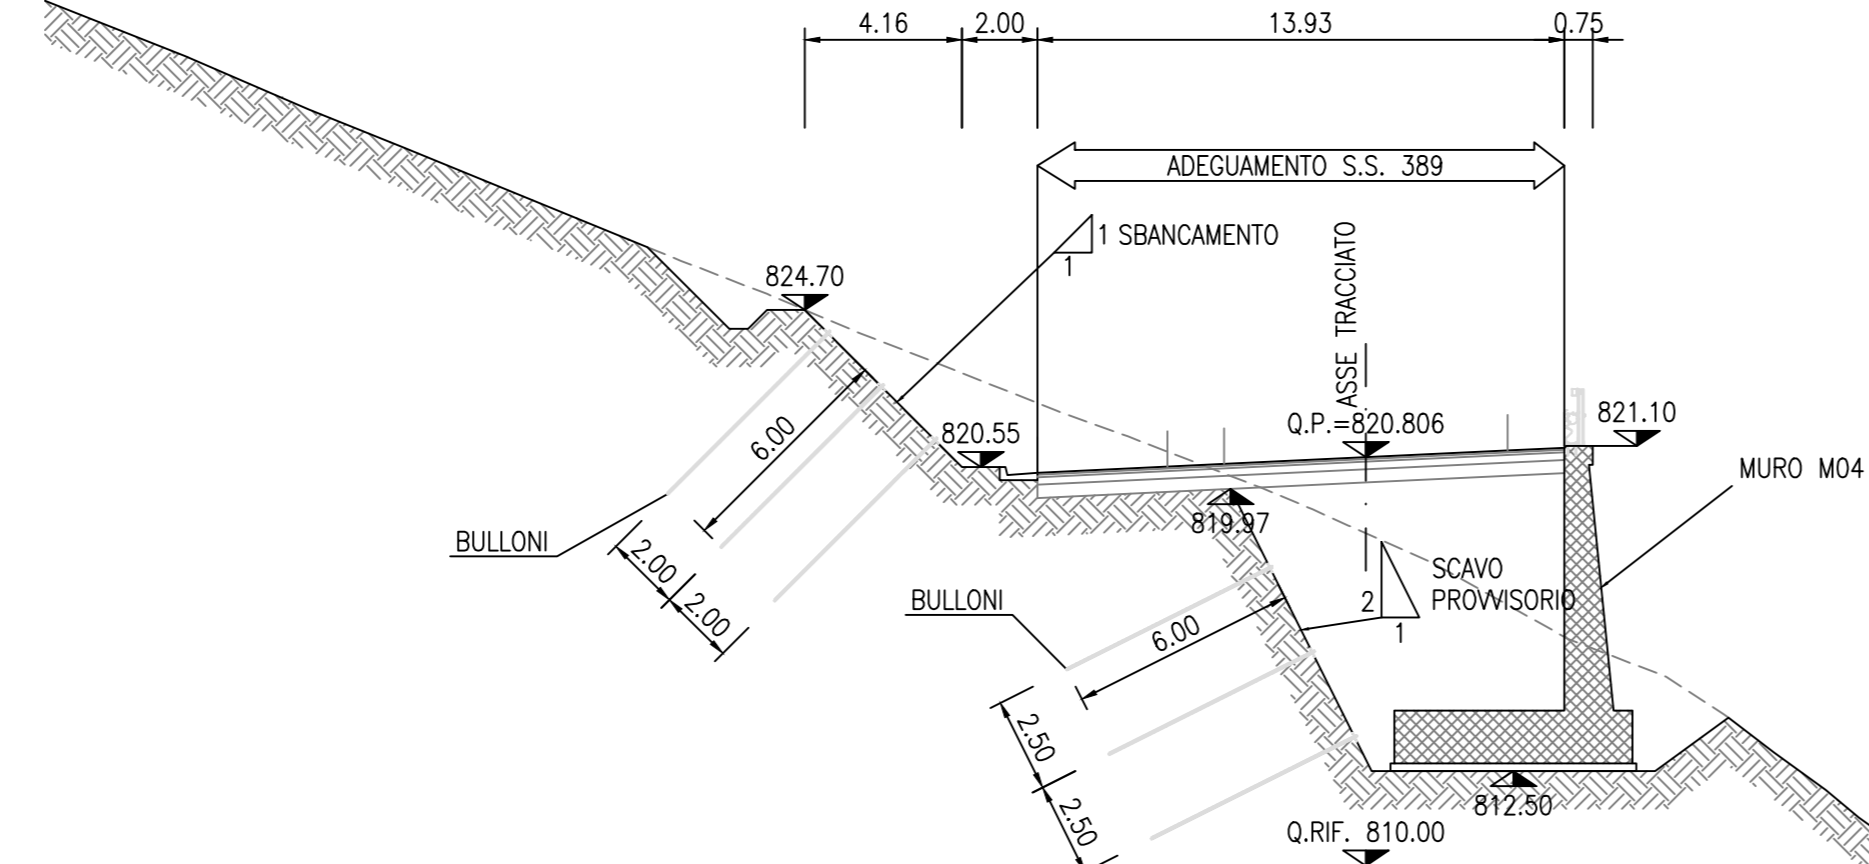 4.16 2.00 13.93 0.75
ADEGUAMENTO S.S. 389
1 SBANCAMENTO
1
ASSE TRACCIATO
824.70
820.55
Q.P.=820.806
821.10
MURO M04
6.00
819.97
BULLONI
2.00
2.00
SCAVO
PROVVISORIO
2
1
BULLONI
6.00
2.50
2.50
812.50
Q.RIF. 810.00